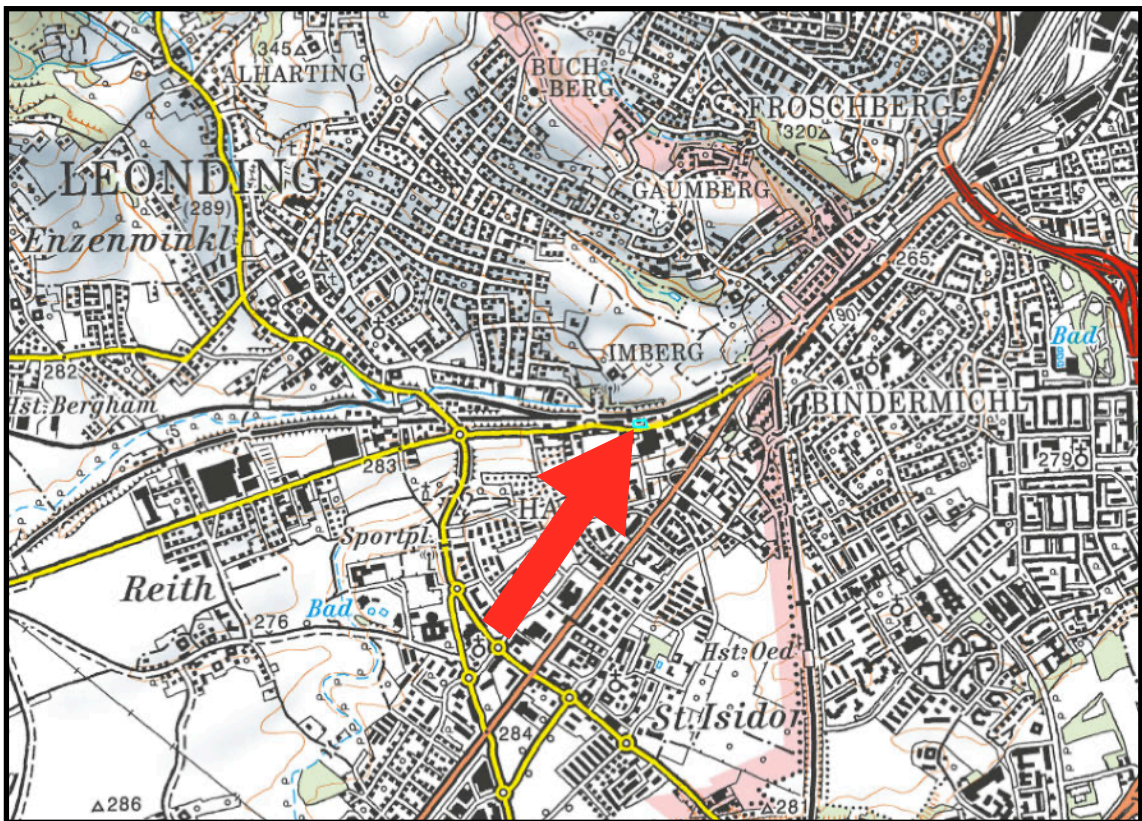 345
ALHARTING
BUCH-
-BERG
FROSCHBERG
320
LEONDING
(289)
GAUMBERG
Enzenwinkl
265
190
IMBERG
Bad
282
Hst. Bergham
BINDERMICHL
279
283
HA
Sportpl.
Reith
Bad
276
Hst. Oed
St. Isidor
284
286
281